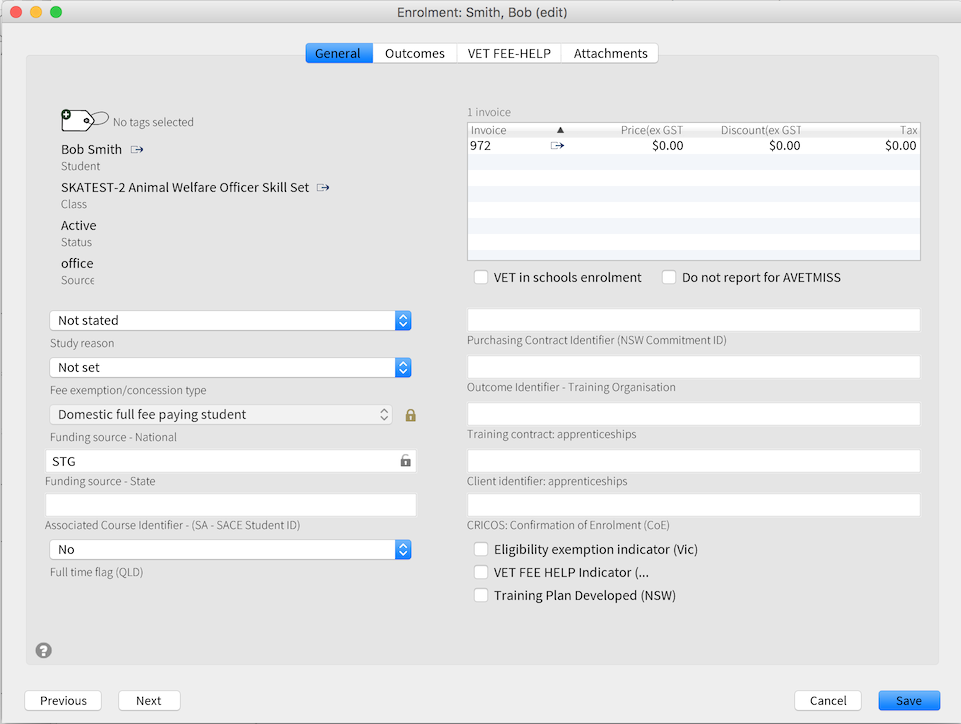 Enrolment: Smith, Bob (edit)
General Outcomes VET FEE-HELP Attachments
No tags selected
Bob Smith
Student
SKATEST-2 Animal Welfare Officer Skill Set
Class
Active
Status
office
Source
Not stated
Study reason
Not set
Fee exemption/concession type
Domestic full fee paying student
Funding source - National
STG
Funding source - State
Associated Course Identifier - (SA - SACE Student ID)
No
Full time flag (QLD)
1 invoice
Invoice Price(ex GST Discount(ex GST Tax
972 $0.00 $0.00 $0.00
VET in schools enrolment Do not report for AVETMISS
Purchasing Contract Identifier (NSW Commitment ID)
Outcome Identifier - Training Organisation
Training contract: apprenticeships
Client identifier: apprenticeships
CRICOS: Confirmation of Enrolment (CoE)
Eligibility exemption indicator (Vic)
VET FEE HELP Indicator (...
Training Plan Developed (NSW)
?
Previous Next Cancel Save